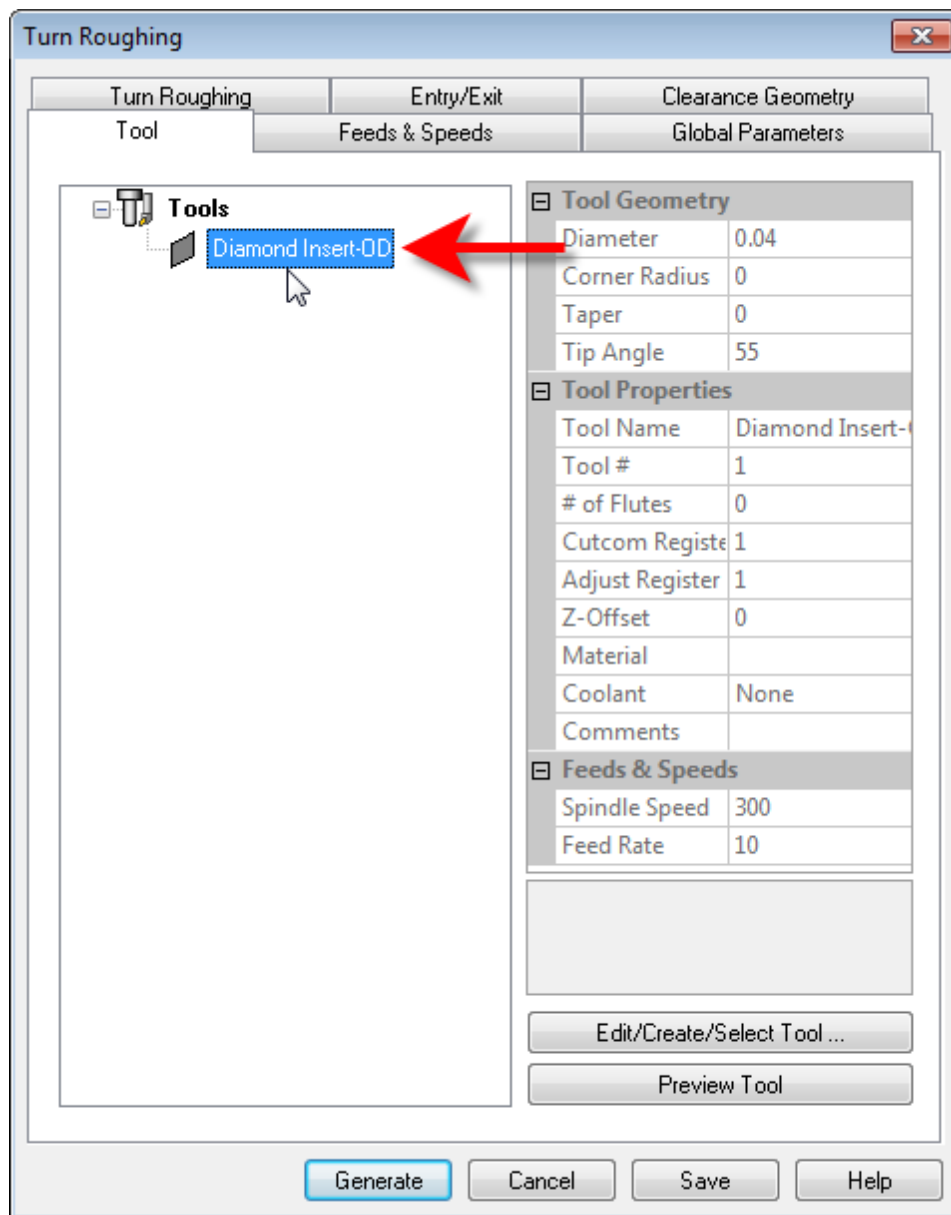 Turn Roughing
Turn Roughing Entry/Exit Clearance Geometry
Tool Feeds & Speeds Global Parameters
Tools
Diamond Insert-OD
Tool Geometry
Diameter 0.04
Corner Radius 0
Taper 0
Tip Angle 55
Tool Properties
Tool Name Diamond Insert-
Tool # 1
# of Flutes 0
Cutcom Registe 1
Adjust Register 1
Z-Offset 0
Material
Coolant None
Comments
Feeds & Speeds
Spindle Speed 300
Feed Rate 10
Edit/Create/Select Tool ...
Preview Tool
Generate Cancel Save Help